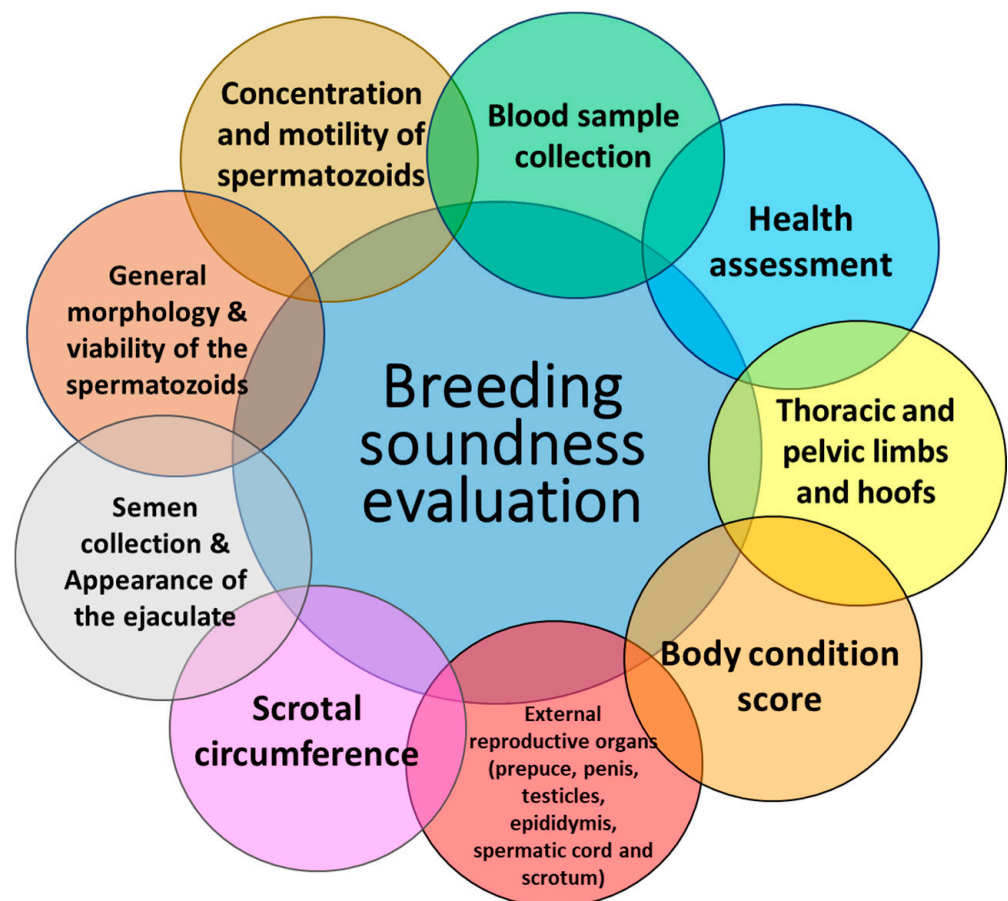 Concentration
and motility of
spermatozoids
Blood sample
collection
Health
assessment
Thoracic and
pelvic limbs
and hoofs
Body condition
score
External
reproductive organs
(prepuce, penis,
testicles,
epididymis,
spermatic cord and
scrotum)
Scrotal
circumference
Semen
collection &
Appearance of
the ejaculate
General
morphology &
viability of the
spermatozoids
Breeding
soundness
evaluation